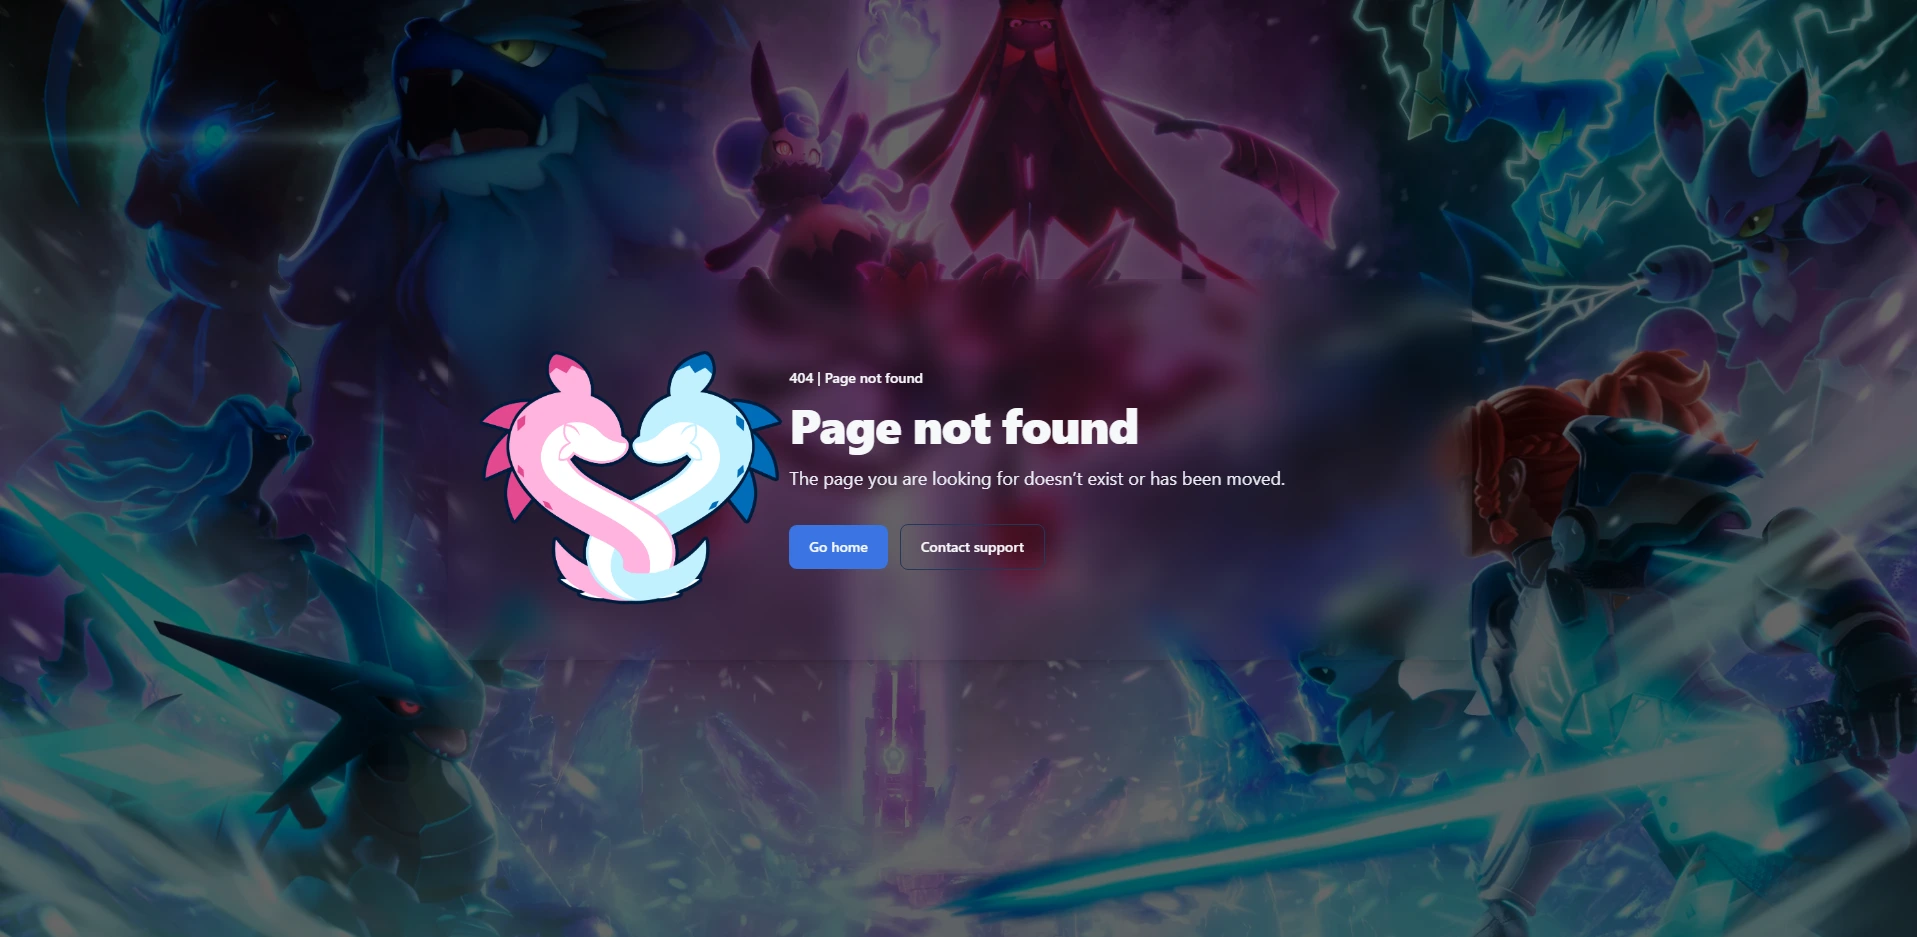 404 | Page not found
Page not found
The page you are looking for doesn’t exist or has been moved.
Go home
Contact support